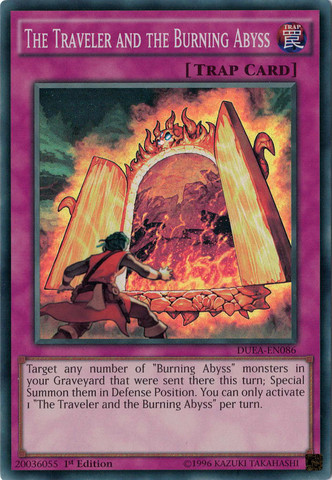 The Traveler and the Burning Abyss
TRAP
罠
[Trap Card]
DUEA-EN086
Target any number of "Burning Abyss" monsters in
your Graveyard that were sent there this turn; Special
Summon them in Defense Position. You can only activate
1 "The Traveler and the Burning Abyss" per turn.
20036055 1st Edition ©1996 KAZUKI TAKAHASHI